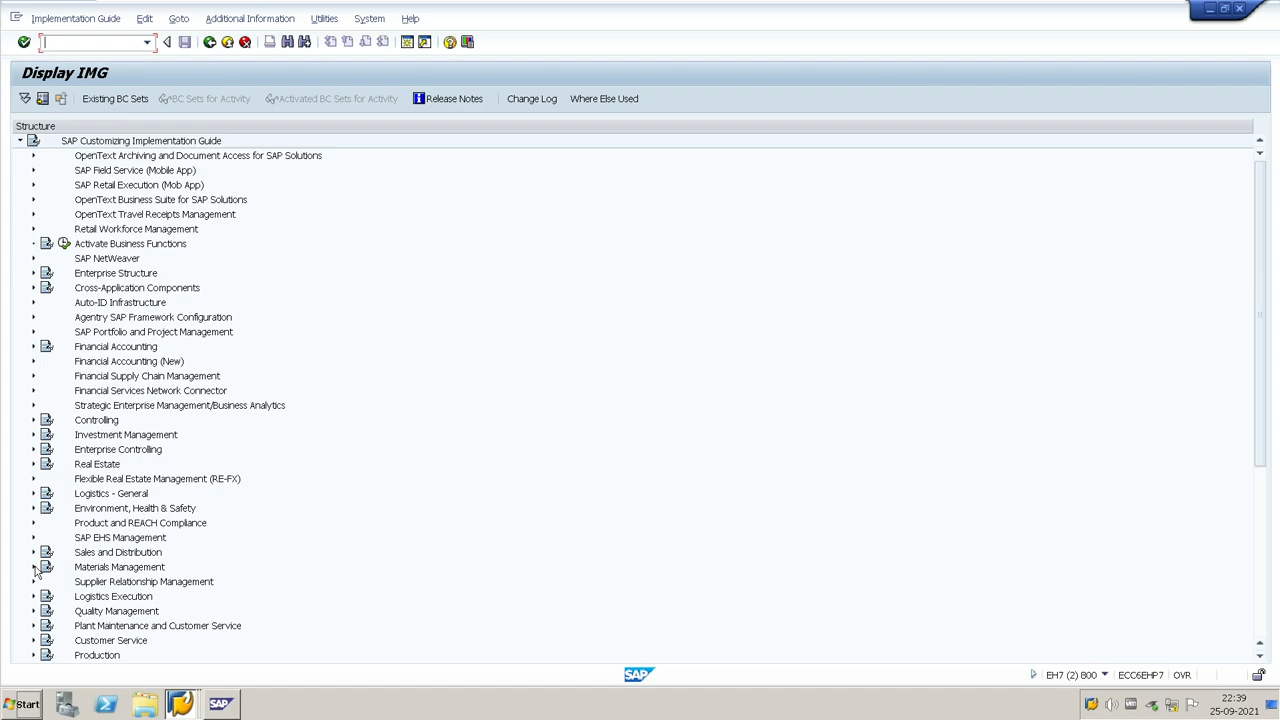 Implementation Guide Edit Goto Additional Information Utilities System Help
Display IMG
Existing BC Sets BC Sets for Activity Activated BC Sets for Activity Release Notes Change Log Where Else Used
Structure
SAP Customizing Implementation Guide
OpenText Archiving and Document Access for SAP Solutions
SAP Field Service (Mobile App)
SAP Retail Execution (Mob App)
OpenText Business Suite for SAP Solutions
OpenText Travel Receipts Management
Retail Workforce Management
Activate Business Functions
SAP NetWeaver
Enterprise Structure
Cross-Application Components
Auto-ID Infrastructure
Agentry SAP Framework Configuration
SAP Portfolio and Project Management
Financial Accounting
Financial Accounting (New)
Financial Supply Chain Management
Financial Services Network Connector
Strategic Enterprise Management/Business Analytics
Controlling
Investment Management
Enterprise Controlling
Real Estate
Flexible Real Estate Management (RE-FX)
Logistics - General
Environment, Health & Safety
Product and REACH Compliance
SAP EHS Management
Sales and Distribution
Materials Management
Supplier Relationship Management
Logistics Execution
Quality Management
Plant Maintenance and Customer Service
Customer Service
Production
SAP EH7 (2) 800 ECC6EHP7 OVR
Start SAP 22:39
25-09-2021